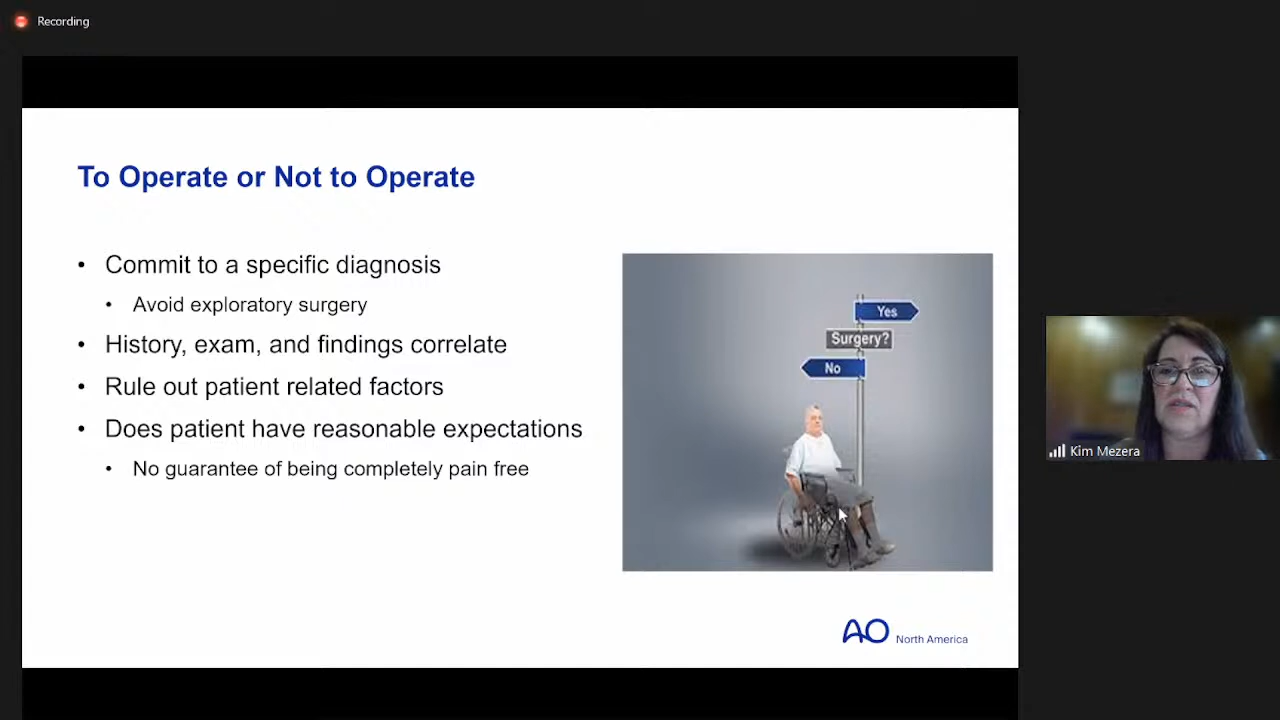 Recording
To Operate or Not to Operate
• Commit to a specific diagnosis
• Avoid exploratory surgery
• History, exam, and findings correlate
• Rule out patient related factors
• Does patient have reasonable expectations
• No guarantee of being completely pain free
Yes
Surgery?
No
AO North America
Kim Mezera